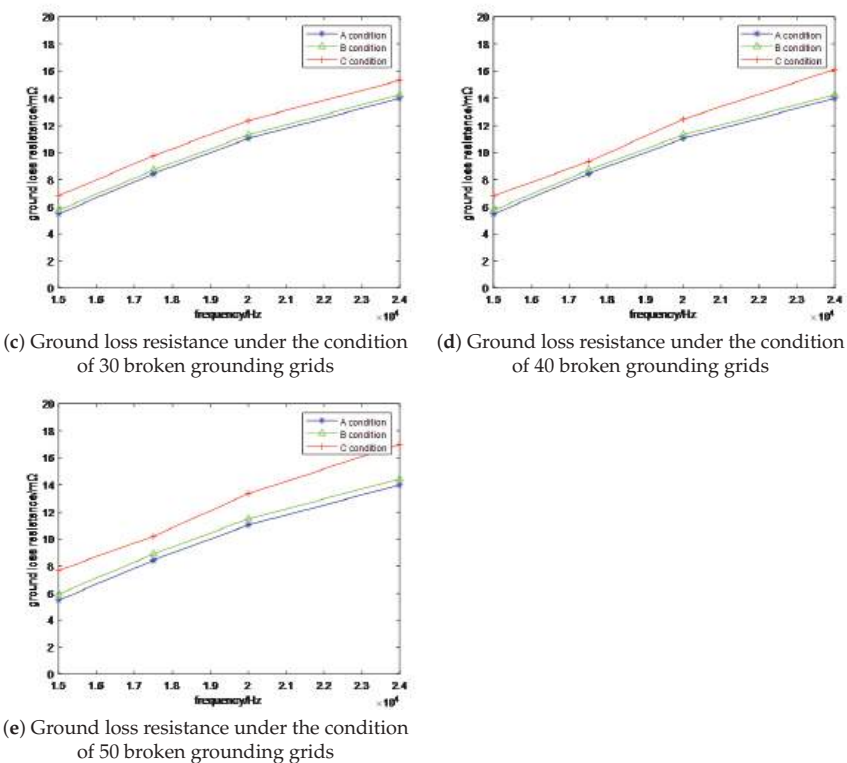 20
18
16
14
12
10
8
6
4
2
0
ground loss resistance/mΩ
A condition
B condition
C condition
1.5 1.6 1.7 1.8 1.9 2 2.1 2.2 2.3 2.4
frequency/Hz
×10⁴
(c) Ground loss resistance under the condition
of 30 broken grounding grids
20
18
16
14
12
10
8
6
4
2
0
ground loss resistance/mΩ
A condition
B condition
C condition
1.5 1.6 1.7 1.8 1.9 2 2.1 2.2 2.3 2.4
frequency/Hz
×10⁴
(d) Ground loss resistance under the condition
of 40 broken grounding grids
20
18
16
14
12
10
8
6
4
2
0
ground loss resistance/mΩ
A condition
B condition
C condition
1.5 1.6 1.7 1.8 1.9 2 2.1 2.2 2.3 2.4
frequency/Hz
×10⁴
(e) Ground loss resistance under the condition
of 50 broken grounding grids